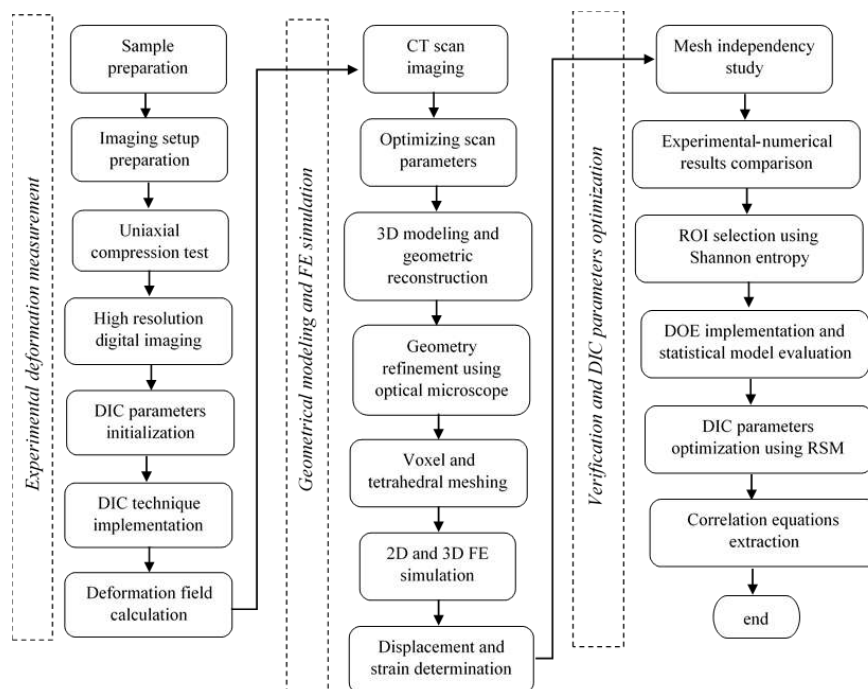 Experimental deformation measurement
Sample
preparation
Imaging setup
preparation
Uniaxial
compression test
High resolution
digital imaging
DIC parameters
initialization
DIC technique
implementation
Deformation field
calculation
Geometrical modeling and FE simulation
CT scan
imaging
Optimizing scan
parameters
3D modeling and
geometric
reconstruction
Geometry
refinement using
optical microscope
Voxel and
tetrahedral meshing
2D and 3D FE
simulation
Displacement and
strain determination
Verification and DIC parameters optimization
Mesh independency
study
Experimental-numerical
results comparison
ROI selection using
Shannon entropy
DOE implementation and
statistical model evaluation
DIC parameters
optimization using RSM
Correlation equations
extraction
end